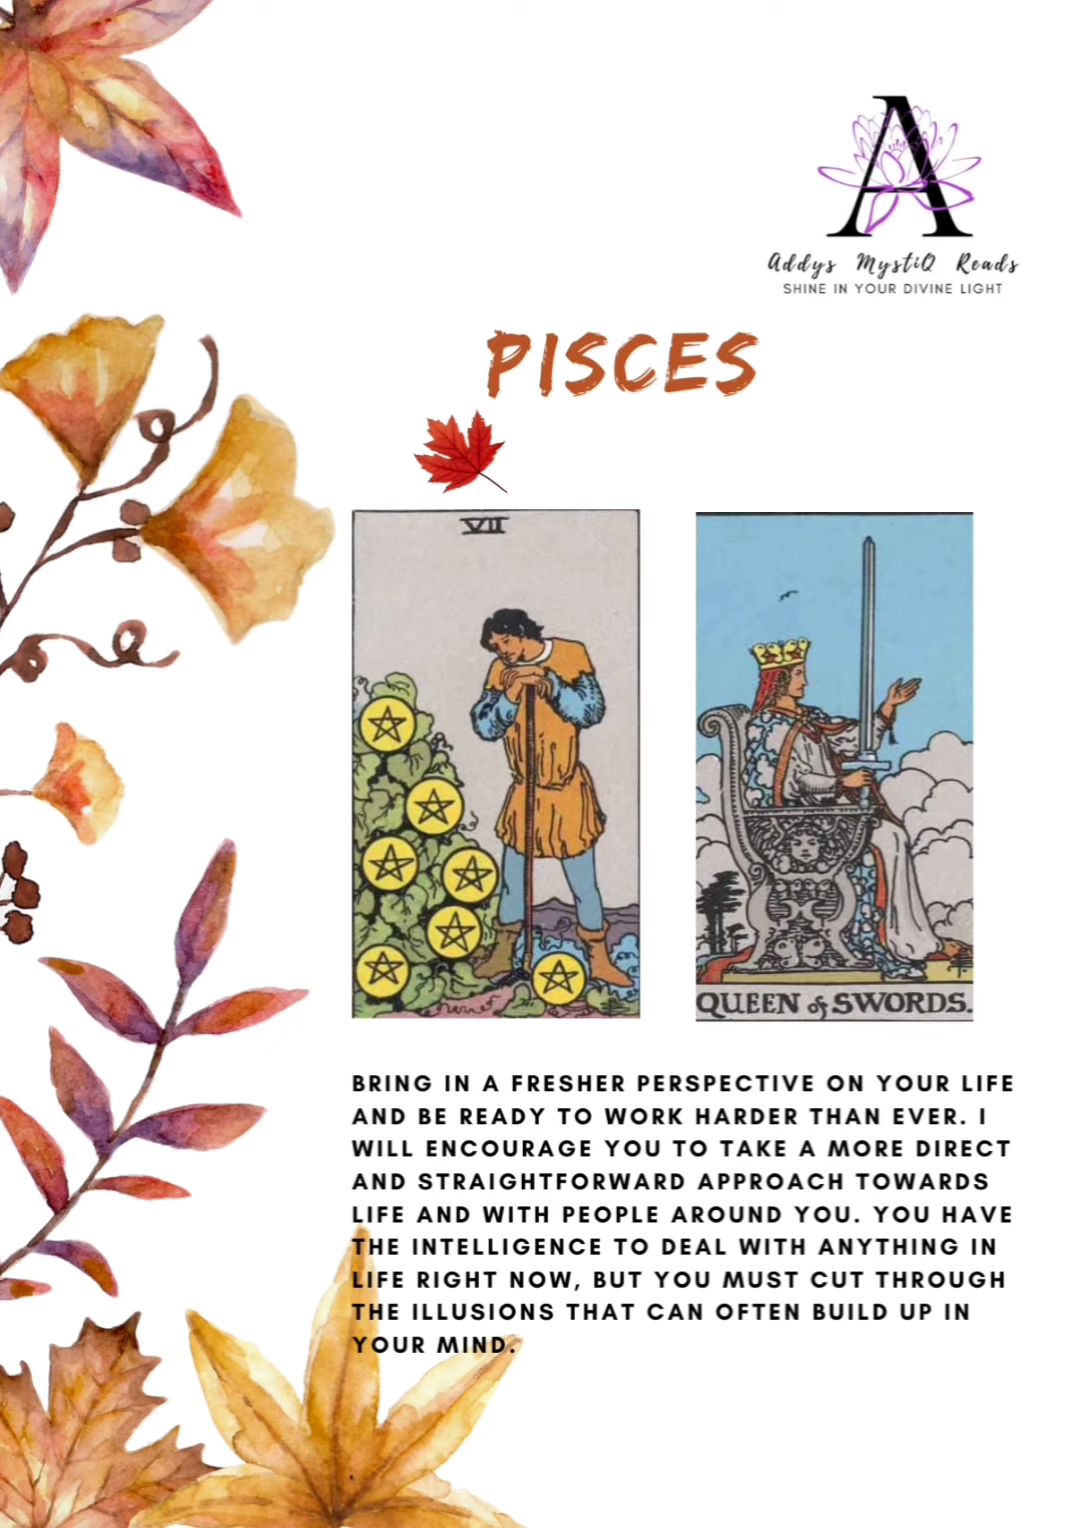 A
Addys MystiQ Reads
SHINE IN YOUR DIVINE LIGHT
PISCES
VII
QUEEN of SWORDS.
BRING IN A FRESHER PERSPECTIVE ON YOUR LIFE
AND BE READY TO WORK HARDER THAN EVER. I
WILL ENCOURAGE YOU TO TAKE A MORE DIRECT
AND STRAIGHTFORWARD APPROACH TOWARDS
LIFE AND WITH PEOPLE AROUND YOU. YOU HAVE
THE INTELLIGENCE TO DEAL WITH ANYTHING IN
LIFE RIGHT NOW, BUT YOU MUST CUT THROUGH
THE ILLUSIONS THAT CAN OFTEN BUILD UP IN
YOUR MIND.